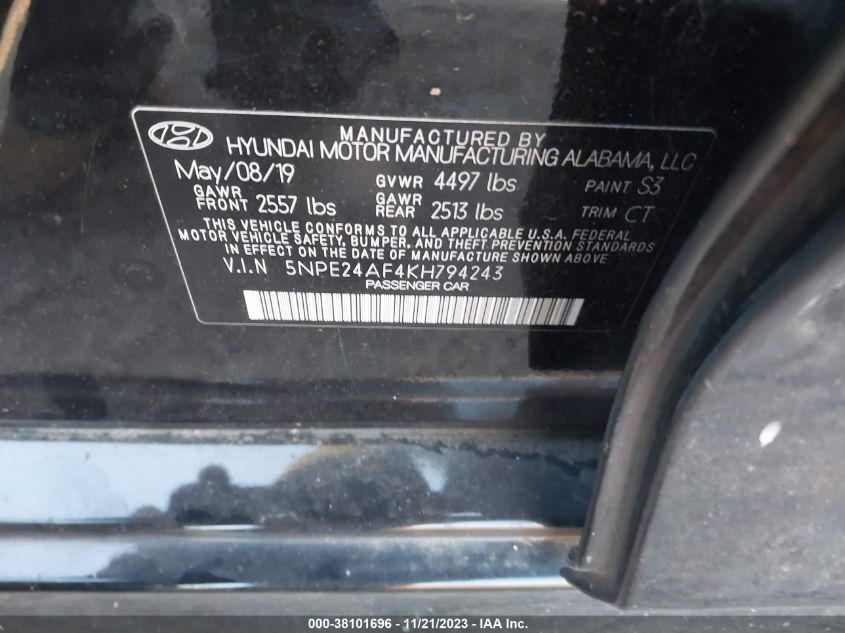 MANUFACTURED BY
HYUNDAI MOTOR MANUFACTURING ALABAMA, LLC
May/08/19 GVWR 4497 lbs PAINT S3
GAWR FRONT 2557 lbs GAWR REAR 2513 lbs TRIM CT
THIS VEHICLE CONFORMS TO ALL APPLICABLE U.S.A. FEDERAL
MOTOR VEHICLE SAFETY, BUMPER, AND THEFT PREVENTION STANDARDS
IN EFFECT ON THE DATE OF MANUFACTURE SHOWN ABOVE.
V.I.N 5NPE24AF4KH794243
PASSENGER CAR
000-38101696 - 11/21/2023 - IAA Inc.